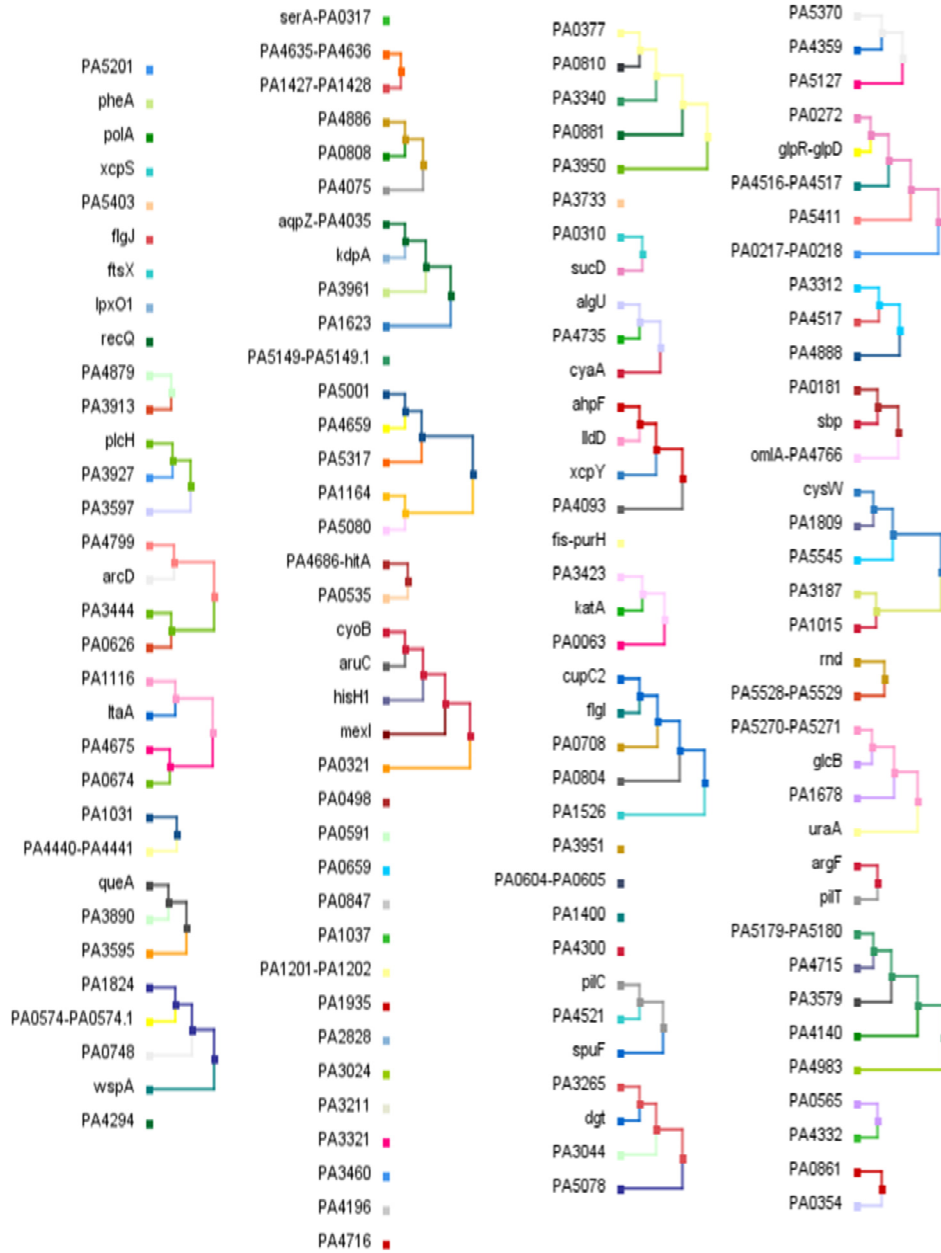 PA5201
pheA
polA
xcpS
PA5403
flgJ
ftsX
lpxO1
recQ
PA4879
PA3913
plcH
PA3927
PA3597
PA4799
arcD
PA3444
PA0626
PA1116
ltaA
PA4675
PA0674
PA1031
PA4440-PA4441
queA
PA3890
PA3595
PA1824
PA0574-PA0574.1
PA0748
wspA
PA4294
serA-PA0317
PA4635-PA4636
PA1427-PA1428
PA4886
PA0808
PA4075
aqpZ-PA4035
kdpA
PA3961
PA1623
PA5149-PA5149.1
PA5001
PA4659
PA5317
PA1164
PA5080
PA4686-hitA
PA0535
cyoB
aruC
hisH1
mexI
PA0321
PA0498
PA0591
PA0659
PA0847
PA1037
PA1201-PA1202
PA1935
PA2828
PA3024
PA3211
PA3321
PA3460
PA4196
PA4716
PA0377
PA0810
PA3340
PA0881
PA3950
PA3733
PA0310
sucD
algU
PA4735
cyaA
ahpF
lldD
xcpY
PA4093
fis-purH
PA3423
katA
PA0063
cupC2
flgI
PA0708
PA0804
PA1526
PA3951
PA0604-PA0605
PA1400
PA4300
pilC
PA4521
spuF
PA3265
dgt
PA3044
PA5078
PA5370
PA4359
PA5127
PA0272
glpR-glpD
PA4516-PA4517
PA5411
PA0217-PA0218
PA3312
PA4517
PA4888
PA0181
sbp
omlA-PA4766
cysW
PA1809
PA5545
PA3187
PA1015
rnd
PA5528-PA5529
PA5270-PA5271
glcB
PA1678
uraA
argF
pilT
PA5179-PA5180
PA4715
PA3579
PA4140
PA4983
PA0565
PA4332
PA0861
PA0354